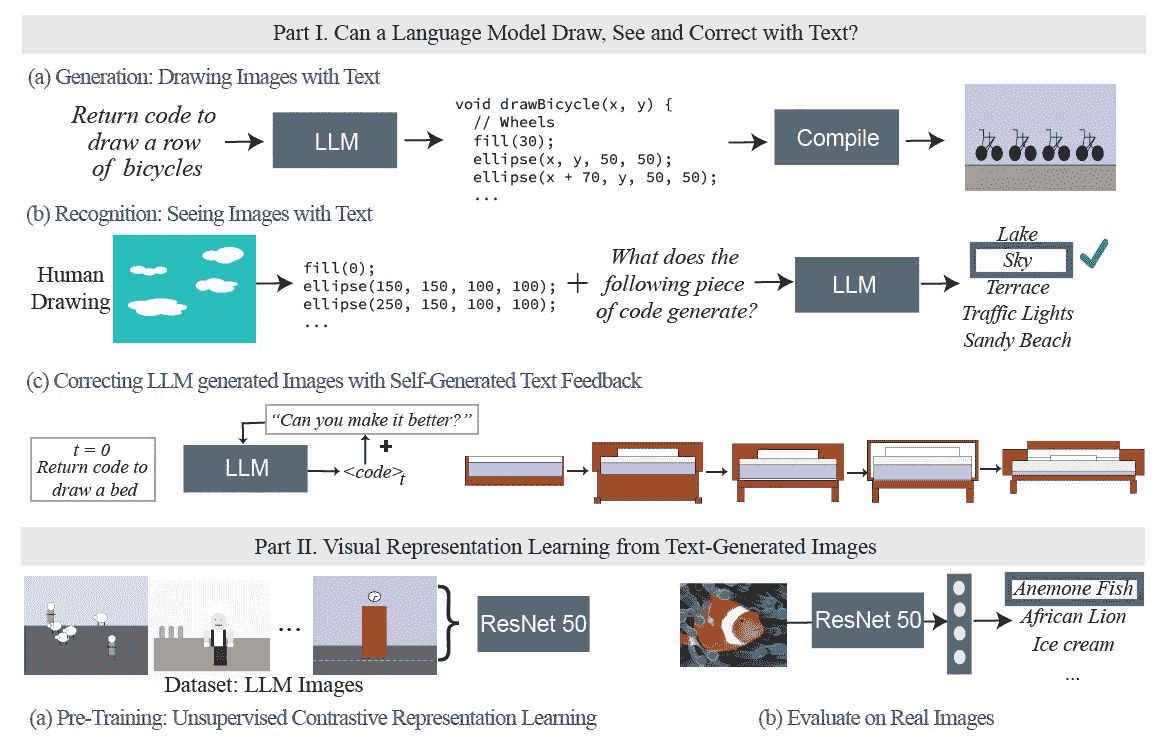 Part I. Can a Language Model Draw, See and Correct with Text?
(a) Generation: Drawing Images with Text
Return code to
draw a row
of bicycles
LLM
void drawBicycle(x, y) {
// Wheels
fill(30);
ellipse(x, y, 50, 50);
ellipse(x + 70, y, 50, 50);
...
Compile
(b) Recognition: Seeing Images with Text
Human
Drawing
fill(0);
ellipse(150, 150, 100, 100);
ellipse(250, 150, 100, 100);
...
+
What does the
following piece
of code generate?
LLM
Lake
Sky
Terrace
Traffic Lights
Sandy Beach
(c) Correcting LLM generated Images with Self-Generated Text Feedback
t = 0
Return code to
draw a bed
LLM
“Can you make it better?”
+
<code>t
Part II. Visual Representation Learning from Text-Generated Images
...
ResNet 50
Dataset: LLM Images
(a) Pre-Training: Unsupervised Contrastive Representation Learning
ResNet 50
Anemone Fish
African Lion
Ice cream
...
(b) Evaluate on Real Images